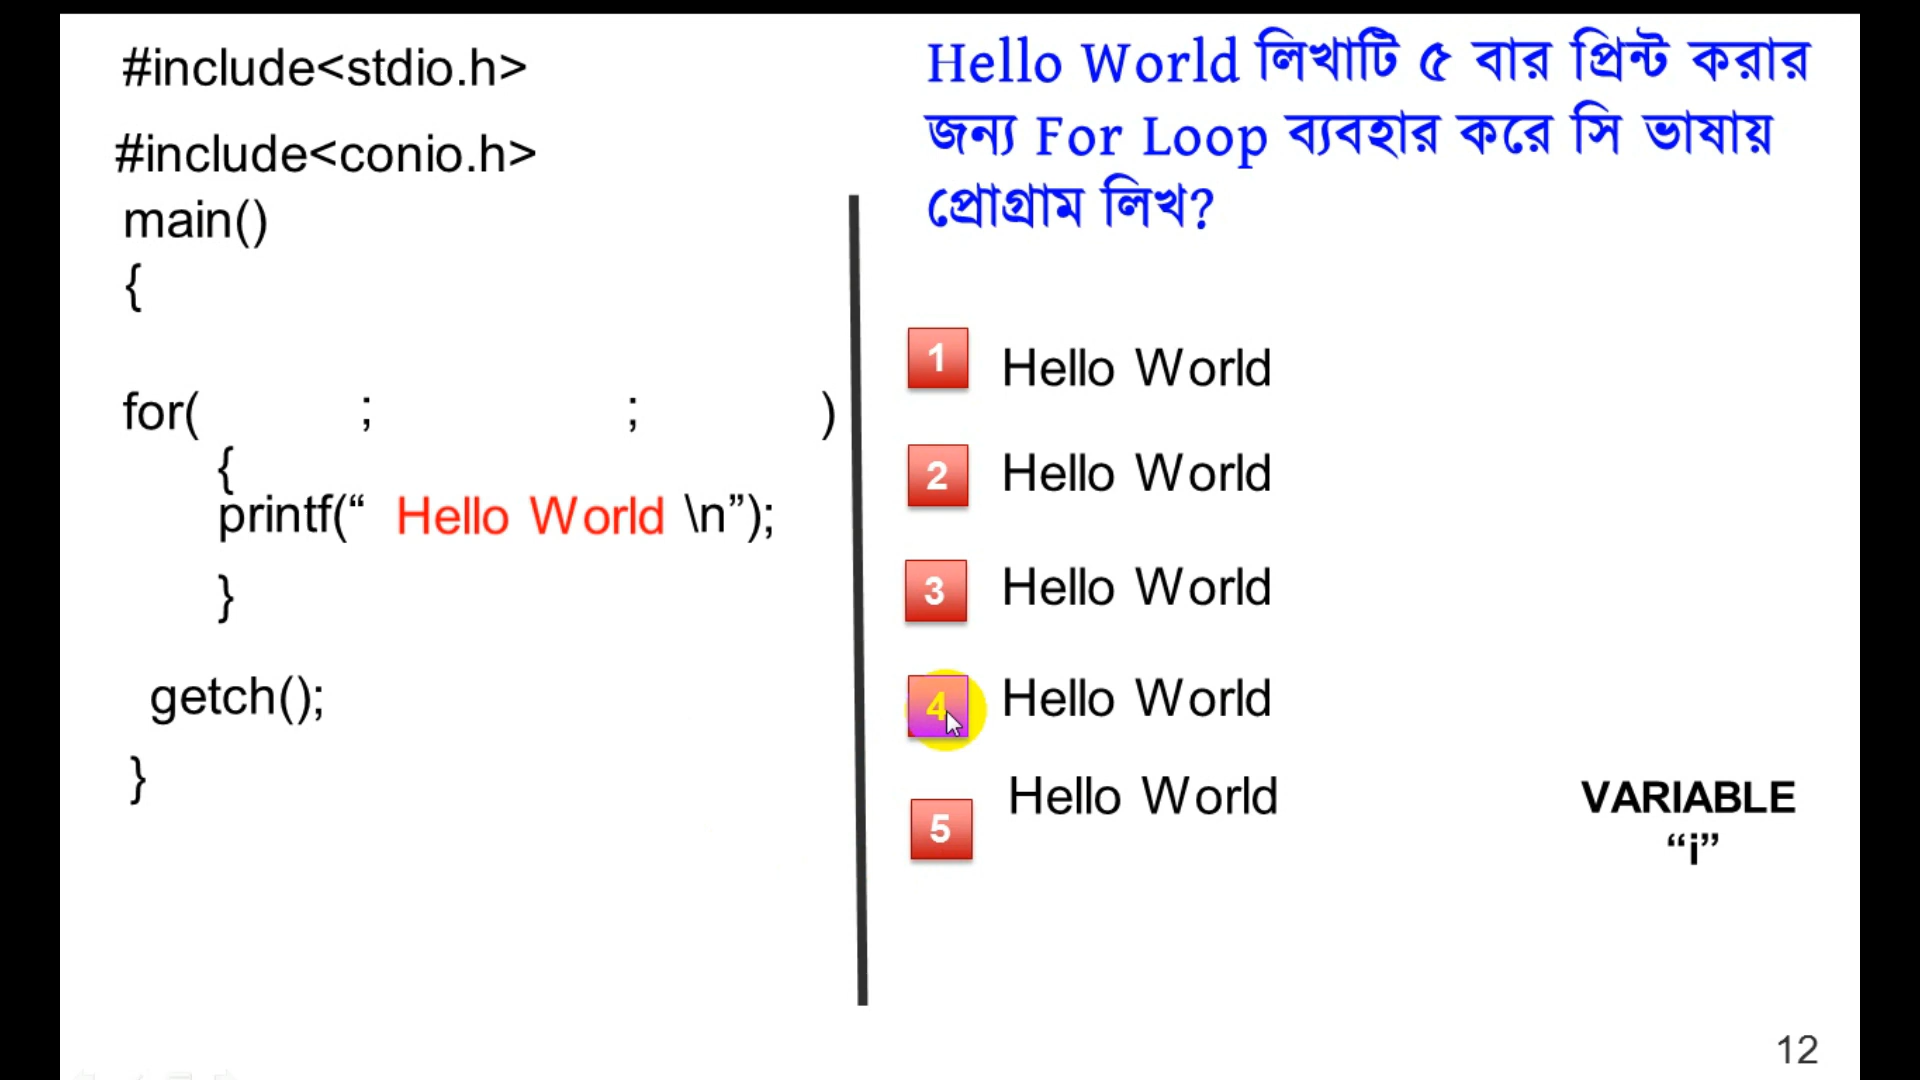 #include<stdio.h>
#include<conio.h>
main()
{
for( ; ; )
{
printf(“ Hello World \n”);
}
getch();
}
Hello World লিখাটি ৫ বার প্রিন্ট করার
জন্য For Loop ব্যবহার করে সি ভাষায়
প্রোগ্রাম লিখ?
1 Hello World
2 Hello World
3 Hello World
4 Hello World
5 Hello World
VARIABLE
“i”
12